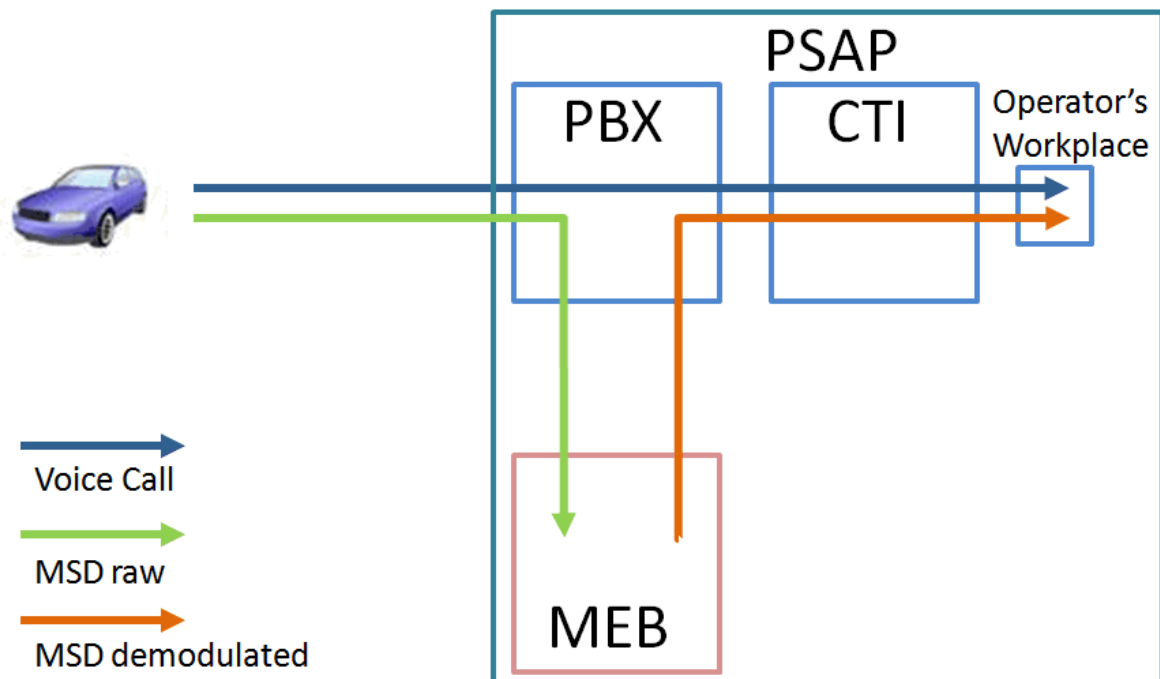 PSAP
PBX
CTI
Operator's
Workplace
Voice Call
MSD raw
MSD demodulated
MEB